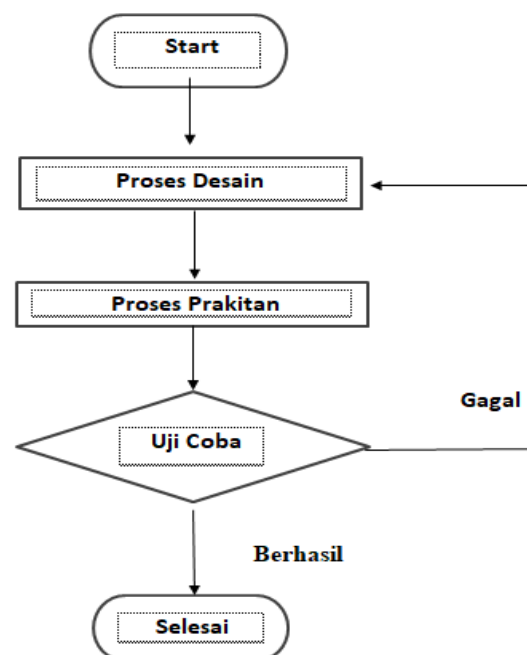 Start
Proses Desain
Proses Prakitan
Gagal
Uji Coba
Berhasil
Selesai